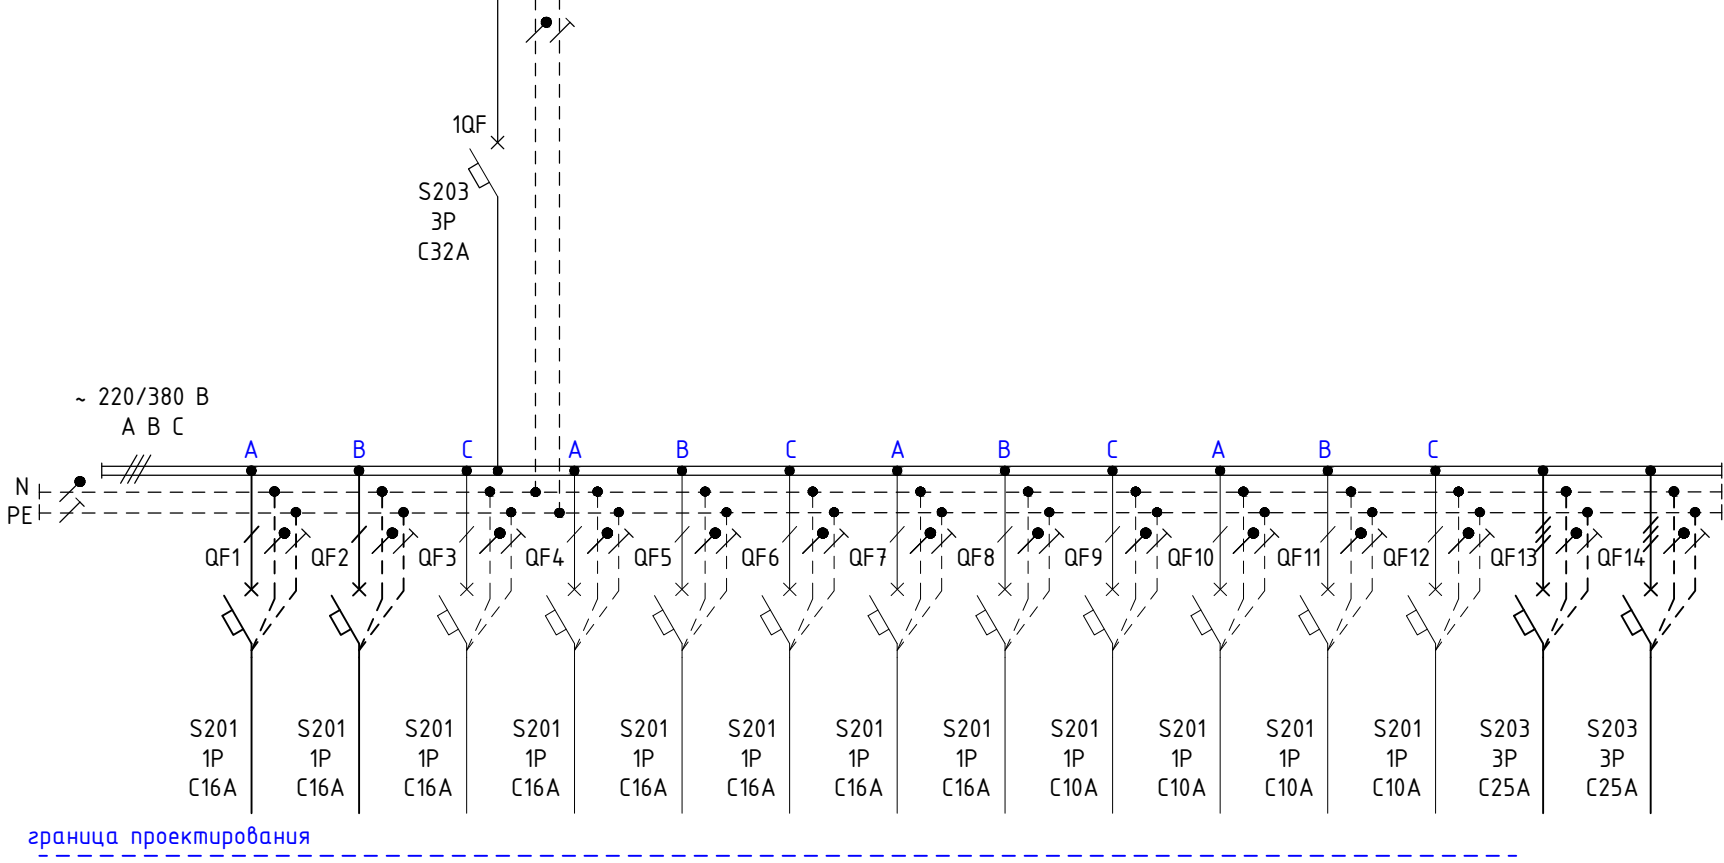 1QF
S203
3P
C32A
~ 220/380 В
A B C
A B C A B C A B C A B C
N
PE
QF1 QF2 QF3 QF4 QF5 QF6 QF7 QF8 QF9 QF10 QF11 QF12 QF13 QF14
S201 S201 S201 S201 S201 S201 S201 S201 S201 S201 S201 S201 S203 S203
1P 1P 1P 1P 1P 1P 1P 1P 1P 1P 1P 1P 3P 3P
C16A C16A C16A C16A C16A C16A C16A C16A C10A C10A C10A C10A C25A C25A
граница проектирования